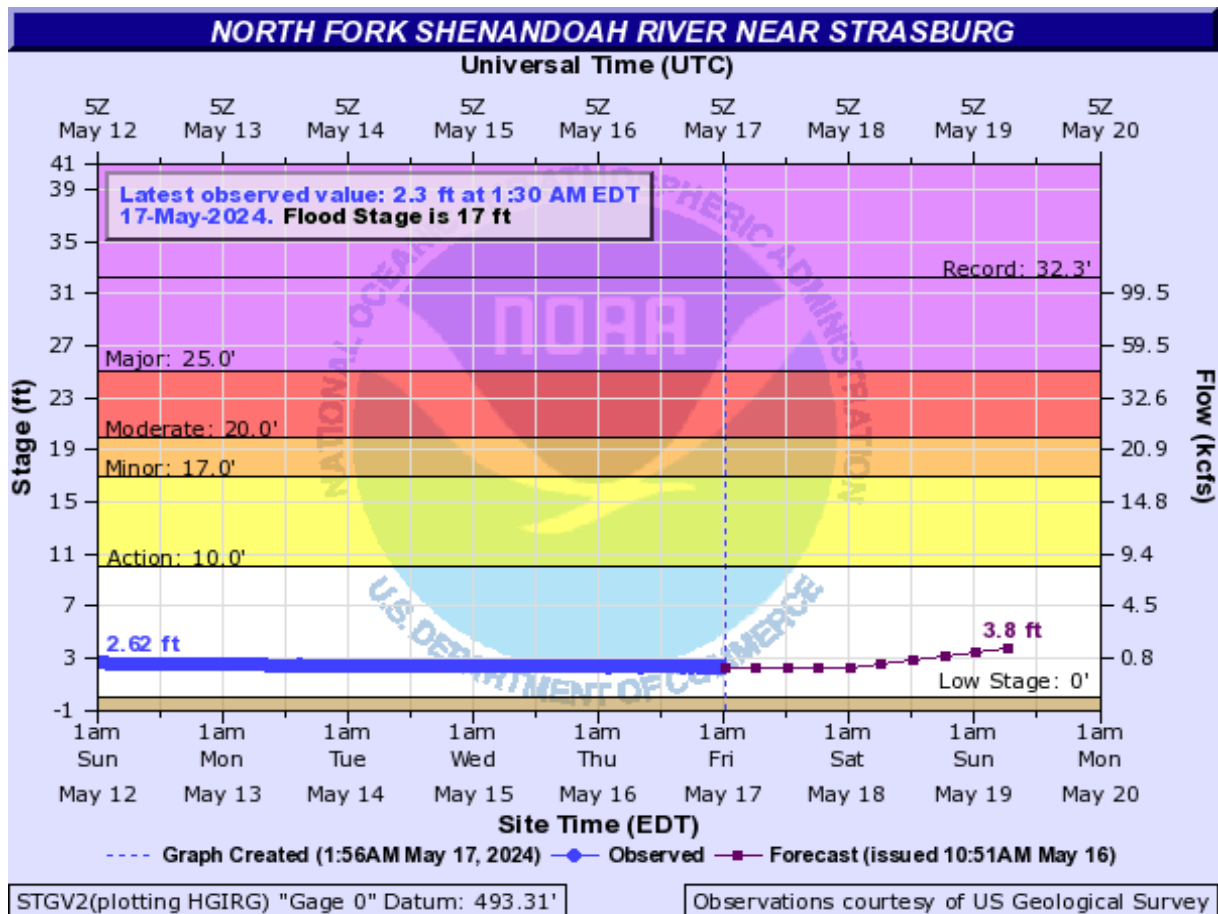 NORTH FORK SHENANDOAH RIVER NEAR STRASBURG
Universal Time (UTC)
5Z 5Z 5Z 5Z 5Z 5Z 5Z 5Z 5Z
May 12 May 13 May 14 May 15 May 16 May 17 May 18 May 19 May 20
Latest observed value: 2.3 ft at 1:30 AM EDT
17-May-2024. Flood Stage is 17 ft
41
39
35
31
27
23
19
15
11
7
3
-1
Stage (ft)
Record: 32.3'
Major: 25.0'
Moderate: 20.0'
Minor: 17.0'
Action: 10.0'
2.62 ft
3.8 ft
Low Stage: 0'
NATIONAL OCEANIC AND ATMOSPHERIC ADMINISTRATION
NOAA
U.S. DEPARTMENT OF COMMERCE
99.5
59.5
32.6
20.9
14.8
9.4
4.5
0.8
Flow (kcfs)
1am 1am 1am 1am 1am 1am 1am 1am 1am
Sun Mon Tue Wed Thu Fri Sat Sun Mon
May 12 May 13 May 14 May 15 May 16 May 17 May 18 May 19 May 20
Site Time (EDT)
Graph Created (1:56AM May 17, 2024) Observed Forecast (issued 10:51AM May 16)
STGV2(plotting HGIRG) "Gage 0" Datum: 493.31'
Observations courtesy of US Geological Survey